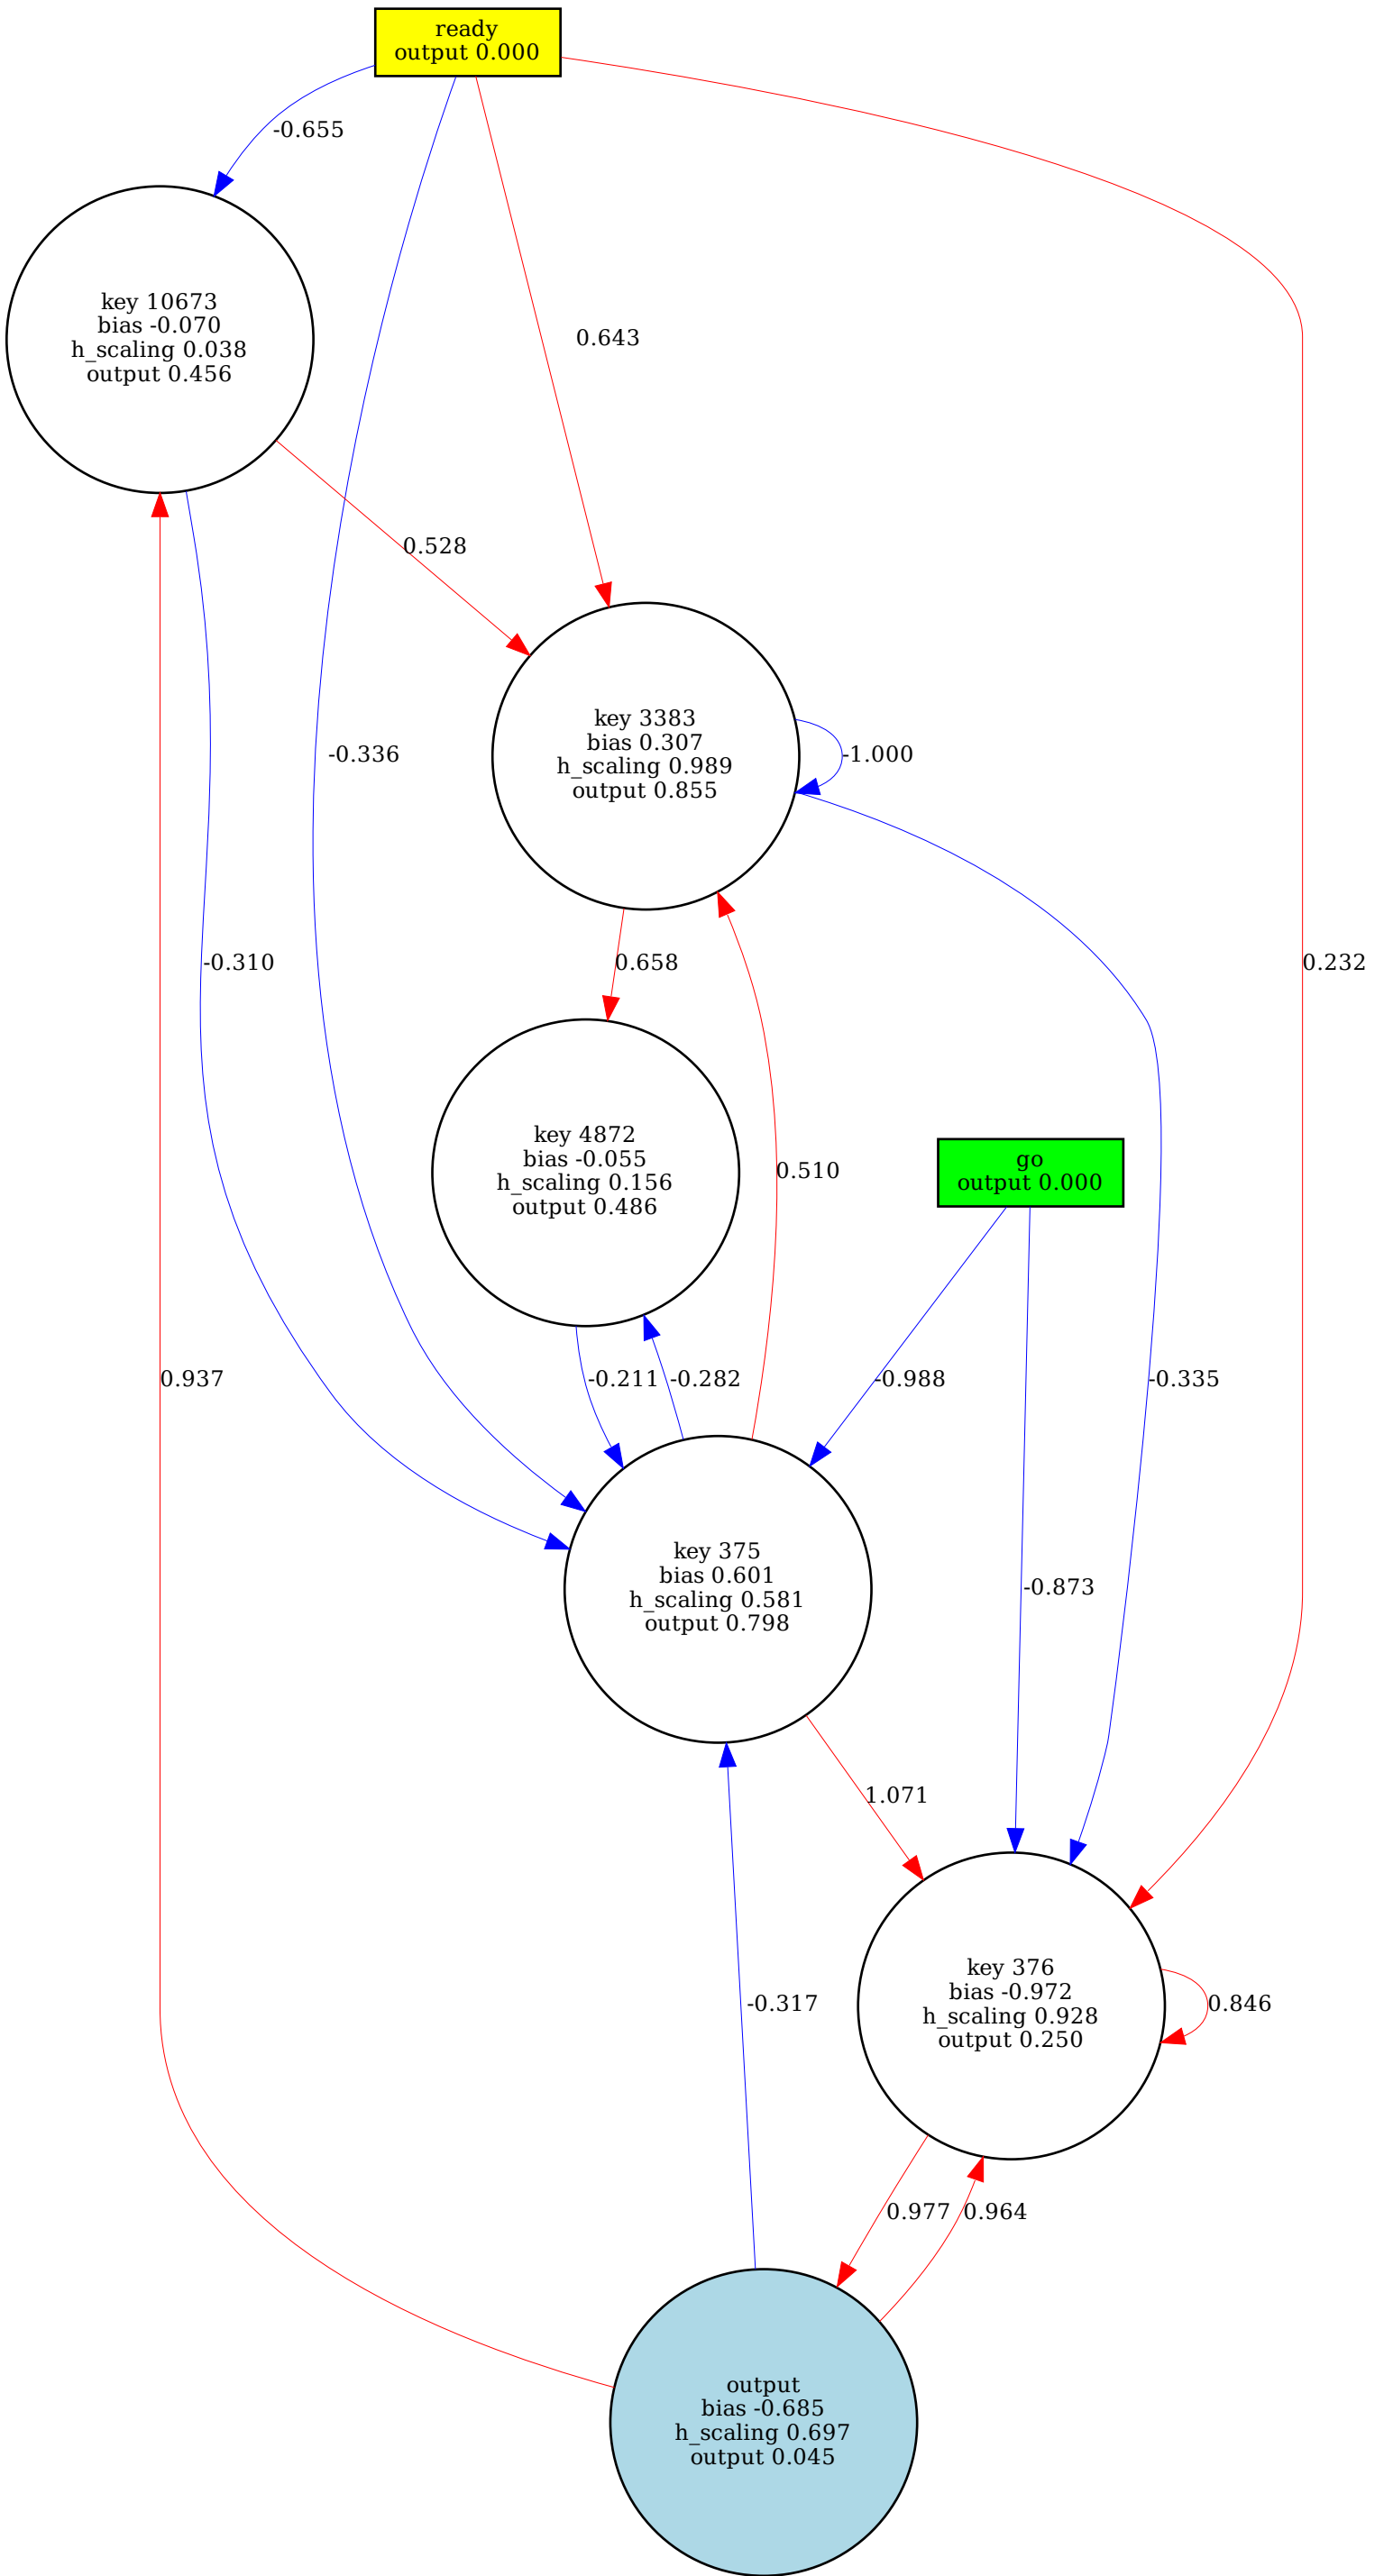 ready
output 0.000
-0.655
key 10673
bias -0.070
h_scaling 0.038
output 0.456
0.643
0.528
key 3383
bias 0.307
h_scaling 0.989
output 0.855
-1.000
-0.336
-0.310
0.658
0.232
key 4872
bias -0.055
h_scaling 0.156
output 0.486
0.510
go
output 0.000
0.937
-0.211
-0.282
-0.988
-0.335
key 375
bias 0.601
h_scaling 0.581
output 0.798
-0.873
1.071
key 376
bias -0.972
h_scaling 0.928
output 0.250
-0.317
0.846
0.977
0.964
output
bias -0.685
h_scaling 0.697
output 0.045